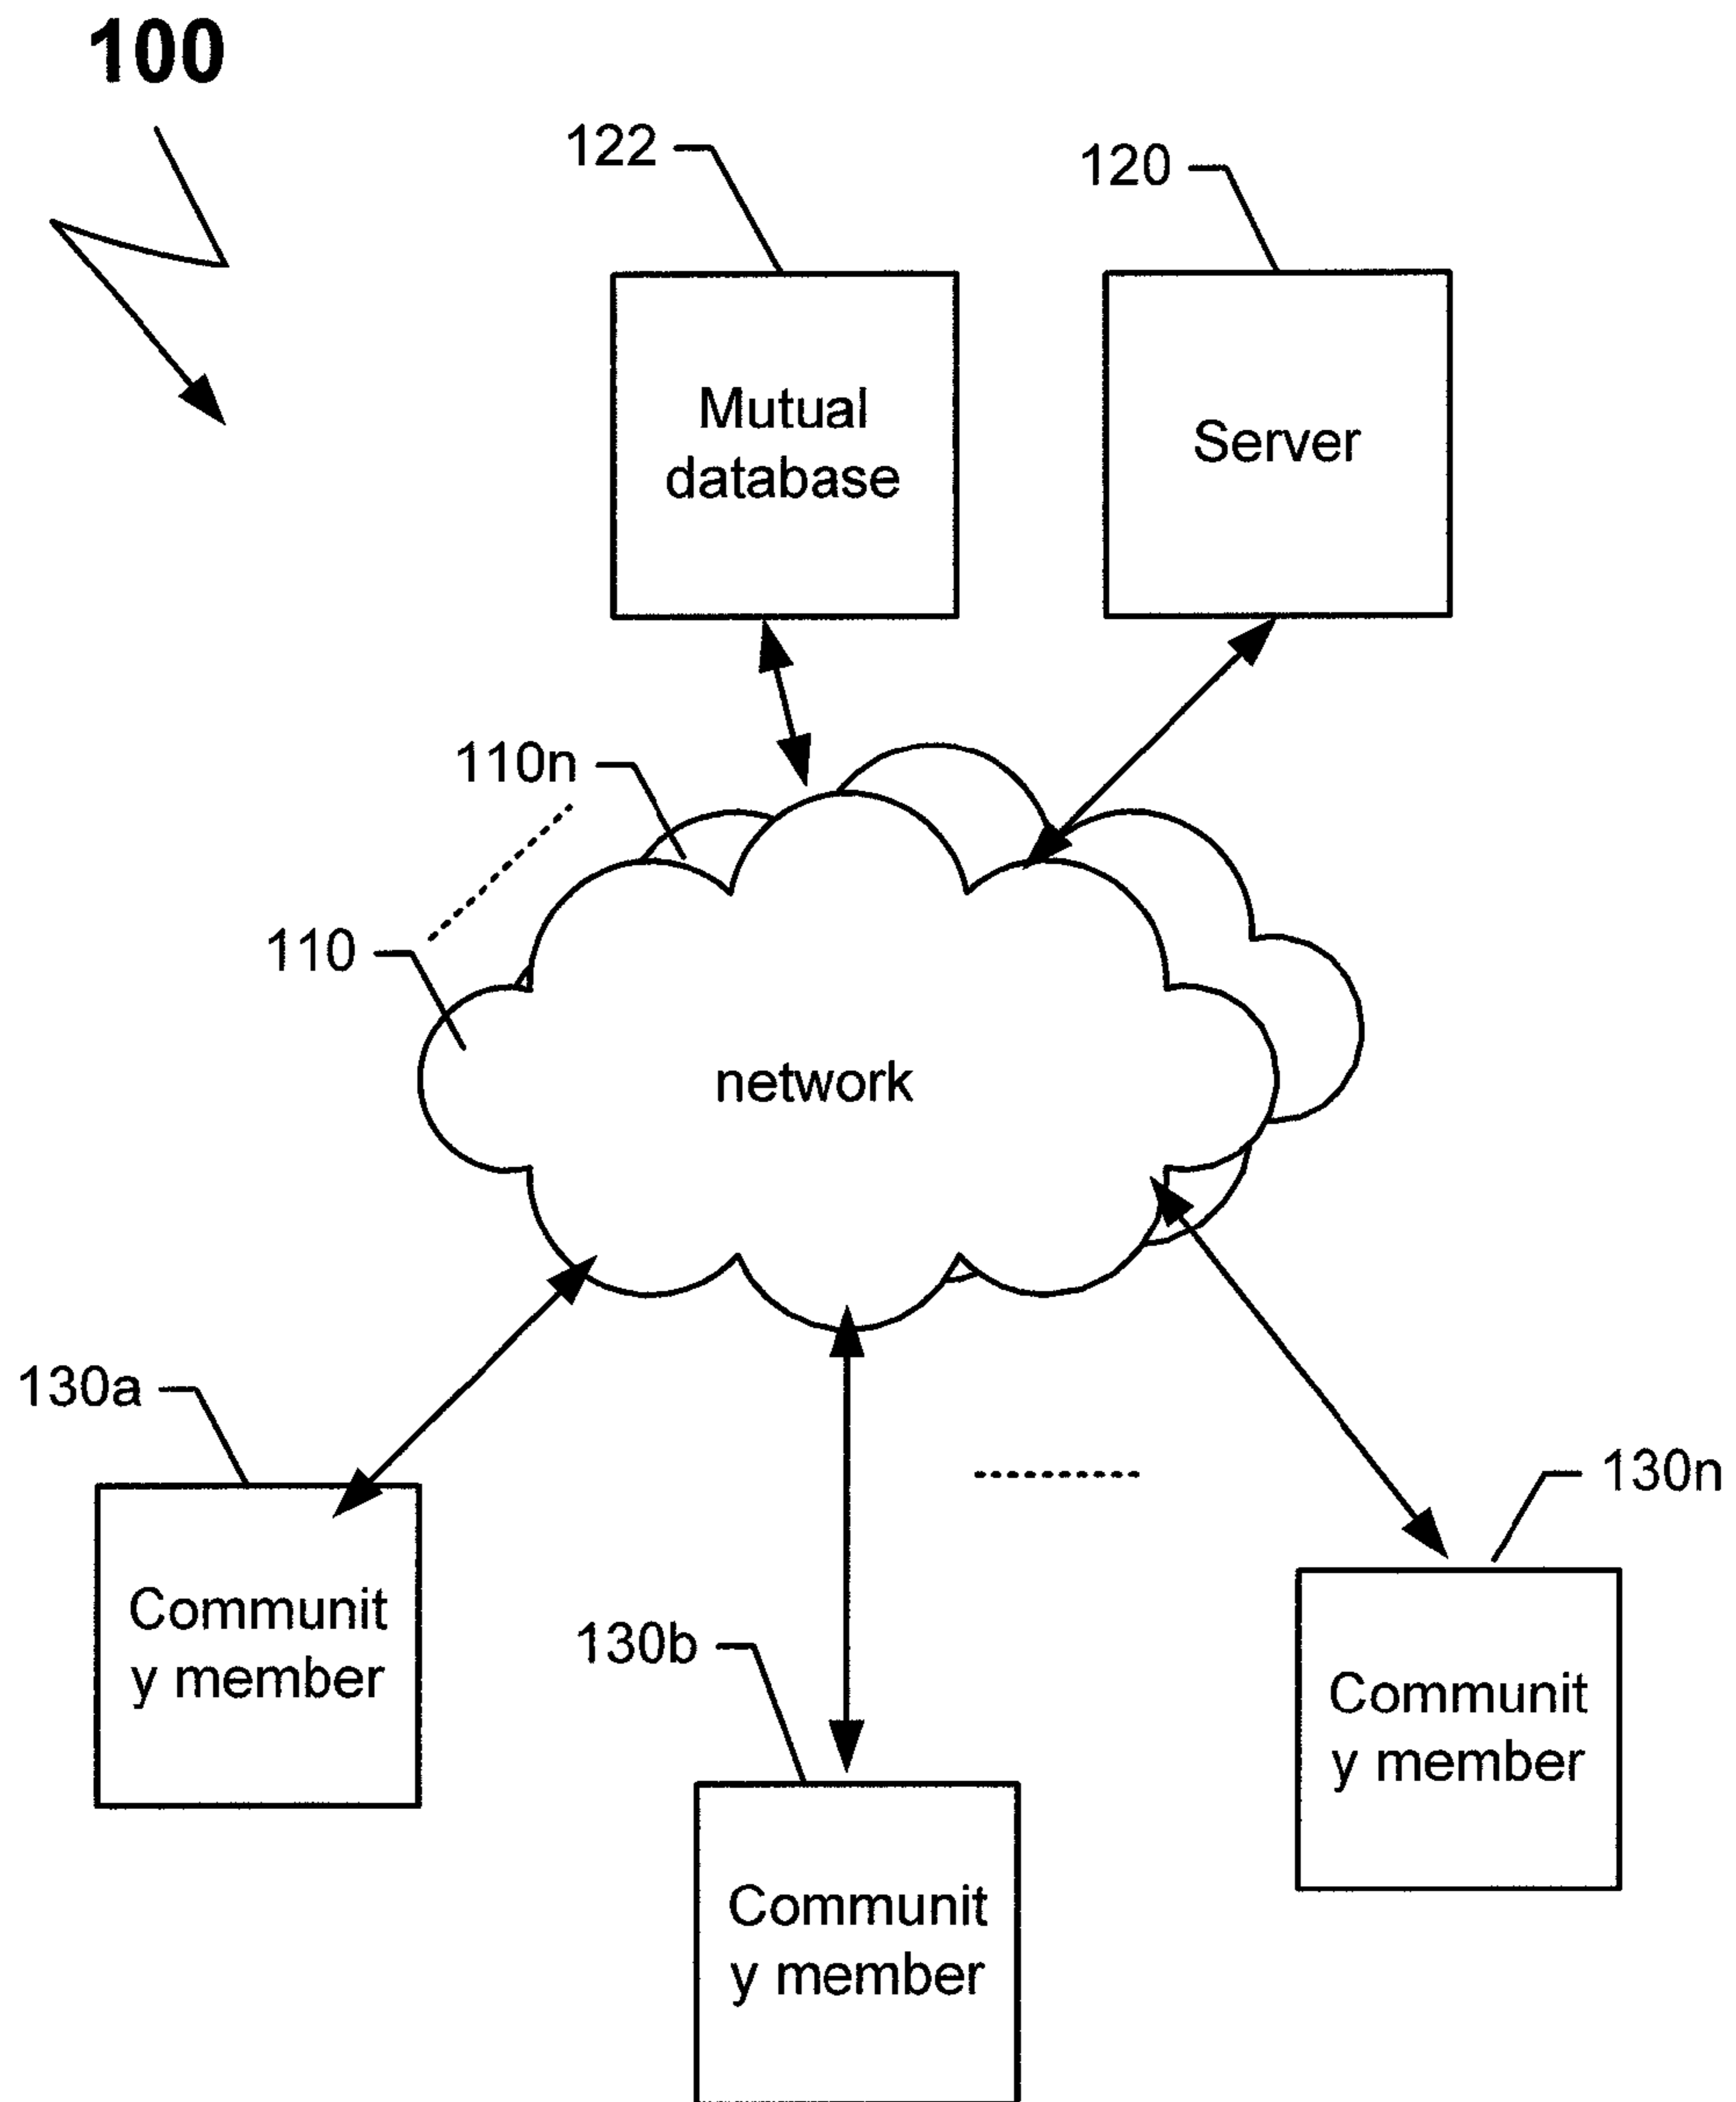 100
122
120
Mutual
database
Server
110n
110
network
130a
130n
Communit
y member
130b
Communit
y member
Communit
y member